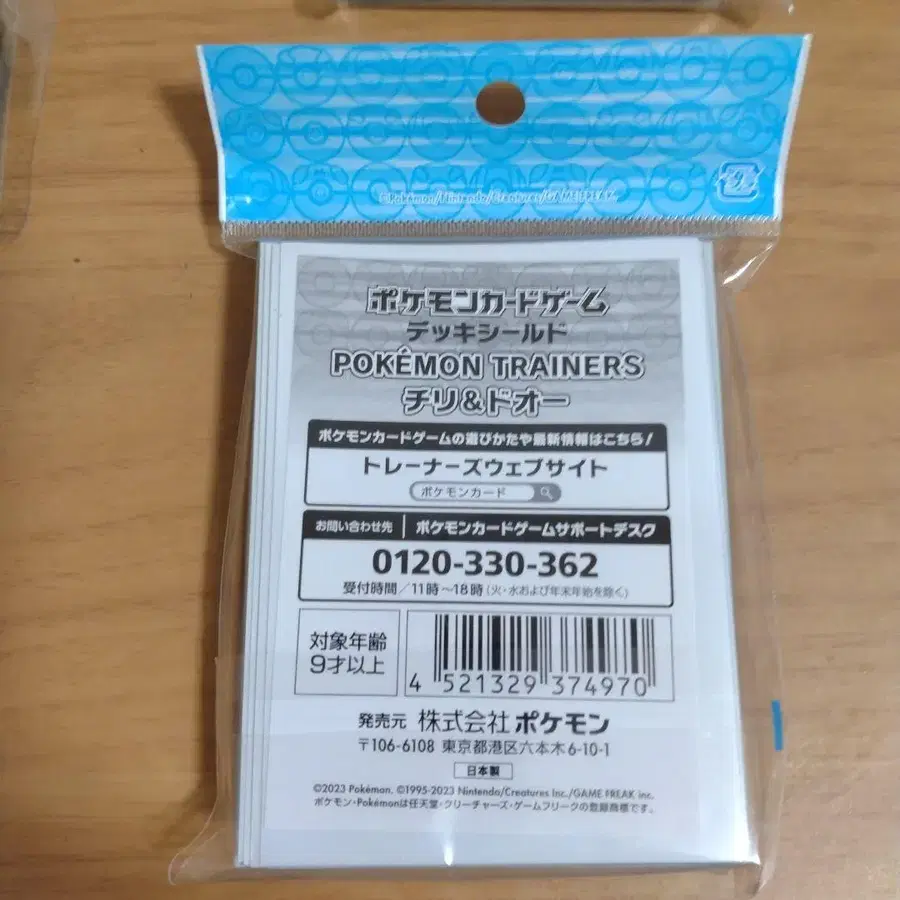 ©Pokémon/Nintendo/Creatures/GAME FREAK
ポケモンカードゲーム
デッキシールド
POKÉMON TRAINERS
チリ&ドオー
ポケモンカードゲームの遊びかたや最新情報はこちら!
トレーナーズウェブサイト
ポケモンカード
お問い合わせ先 ポケモンカードゲームサポートデスク
0120-330-362
受付時間/11時〜18時(火・水および年末年始を除く)
対象年齢
9才以上
4 521329 374970
発売元 株式会社 ポケモン
〒106-6108 東京都港区六本木6-10-1
日本製
©2023 Pokémon. ©1995-2023 Nintendo/Creatures Inc./GAME FREAK inc.
ポケモン・Pokémonは任天堂・クリーチャーズ・ゲームフリークの登録商標です。